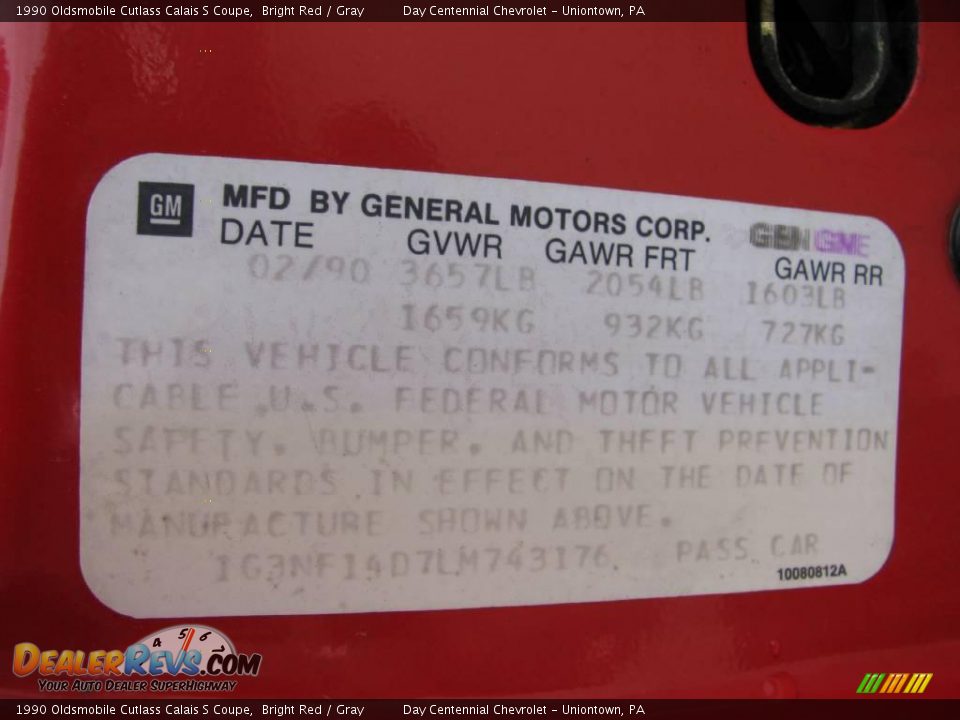 1990 Oldsmobile Cutlass Calais S Coupe, Bright Red / Gray Day Centennial Chevrolet - Uniontown, PA
GM MFD BY GENERAL MOTORS CORP.
DATE GVWR GAWR FRT GAWR RR
02/90 3657LB 2054LB 1603LB
1659KG 932KG 727KG
THIS VEHICLE CONFORMS TO ALL APPLI-
CABLE U.S. FEDERAL MOTOR VEHICLE
SAFETY, BUMPER, AND THEFT PREVENTION
STANDARDS IN EFFECT ON THE DATE OF
MANUFACTURE SHOWN ABOVE.
1G3NF14D7LM743176 PASS CAR
10080812A
DEALERREVS.COM
4 5 6
YOUR AUTO DEALER SUPERHIGHWAY
1990 Oldsmobile Cutlass Calais S Coupe, Bright Red / Gray Day Centennial Chevrolet - Uniontown, PA